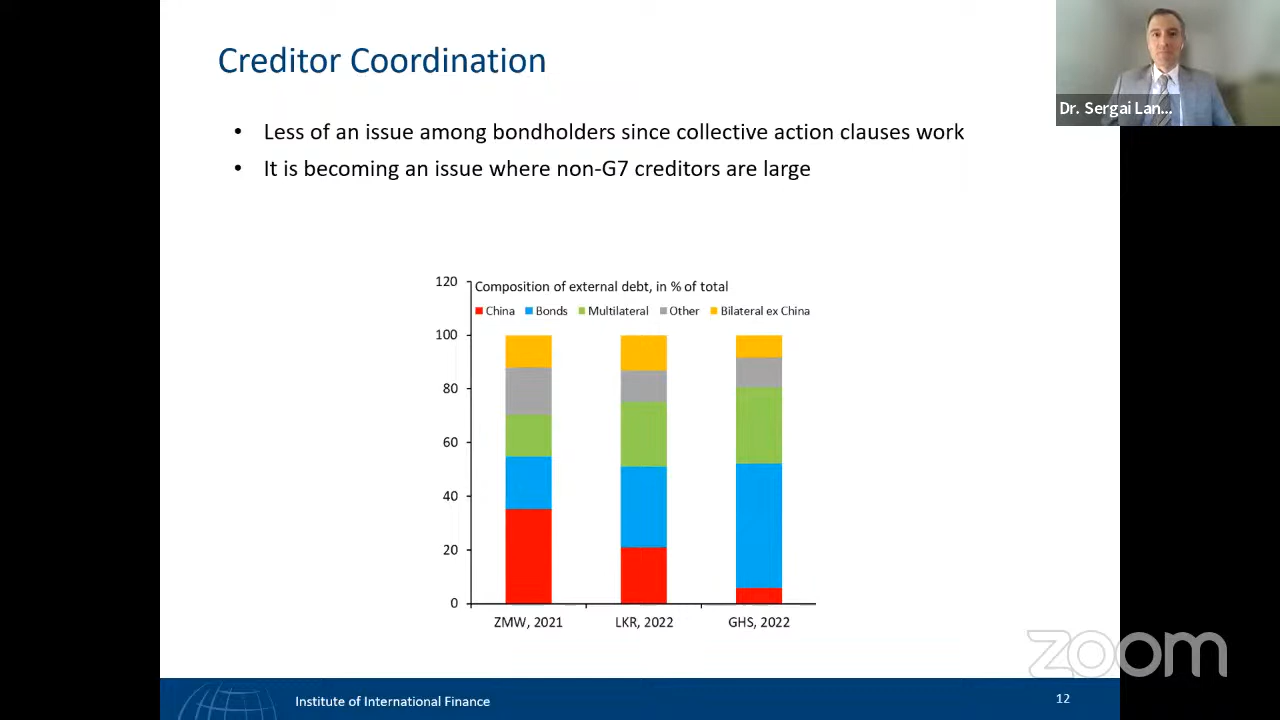 Creditor Coordination
Dr. Sergai Lan...
• Less of an issue among bondholders since collective action clauses work
• It is becoming an issue where non-G7 creditors are large
Composition of external debt, in % of total
China Bonds Multilateral Other Bilateral ex China
120
100
80
60
40
20
0
ZMW, 2021 LKR, 2022 GHS, 2022
zoom
Institute of International Finance
12